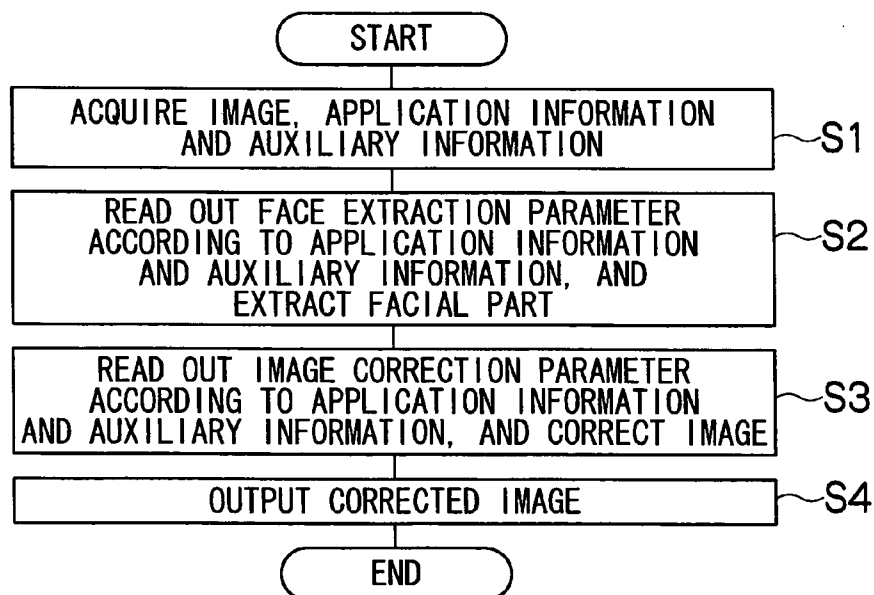 START
ACQUIRE IMAGE, APPLICATION INFORMATION
AND AUXILIARY INFORMATION
S1
READ OUT FACE EXTRACTION PARAMETER
ACCORDING TO APPLICATION INFORMATION
AND AUXILIARY INFORMATION, AND
EXTRACT FACIAL PART
S2
READ OUT IMAGE CORRECTION PARAMETER
ACCORDING TO APPLICATION INFORMATION
AND AUXILIARY INFORMATION, AND CORRECT IMAGE
S3
OUTPUT CORRECTED IMAGE
S4
END